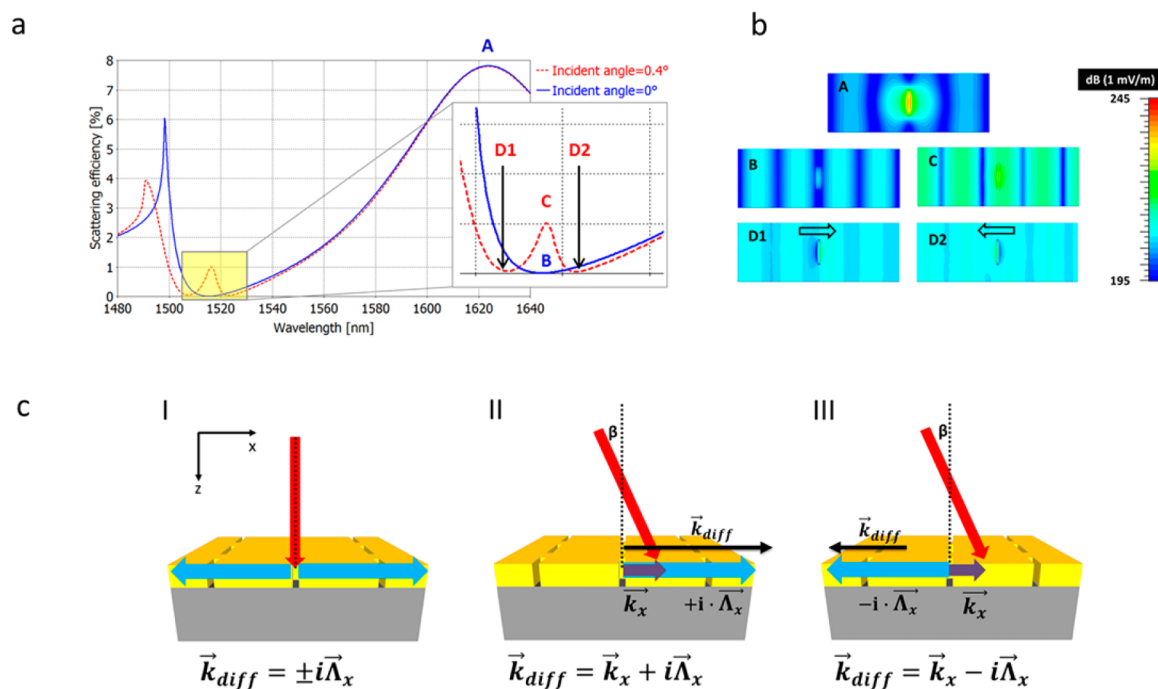 a
b
8
7
6
5
4
3
2
1
0
Scattering efficiency [%]
A
Incident angle=0.4°
Incident angle=0°
D1
D2
C
B
1480
1500
1520
1540
1560
1580
1600
1620
1640
Wavelength [nm]
A
B
C
D1
D2
dB (1 mV/m)
245
195
c
I
x
z
k⃗diff = ±iΛ⃗x
II
β
k⃗diff
k⃗x
+i · Λ⃗x
k⃗diff = k⃗x + iΛ⃗x
III
β
k⃗diff
−i · Λ⃗x
k⃗x
k⃗diff = k⃗x − iΛ⃗x